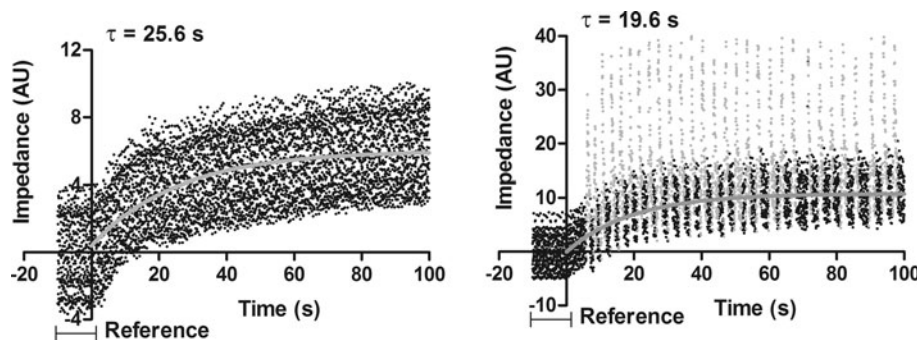 τ = 25.6 s
12
8
4
-4
Impedance (AU)
-20
20
40
60
80
100
Time (s)
Reference
τ = 19.6 s
40
30
20
10
-10
Impedance (AU)
-20
20
40
60
80
100
Time (s)
Reference